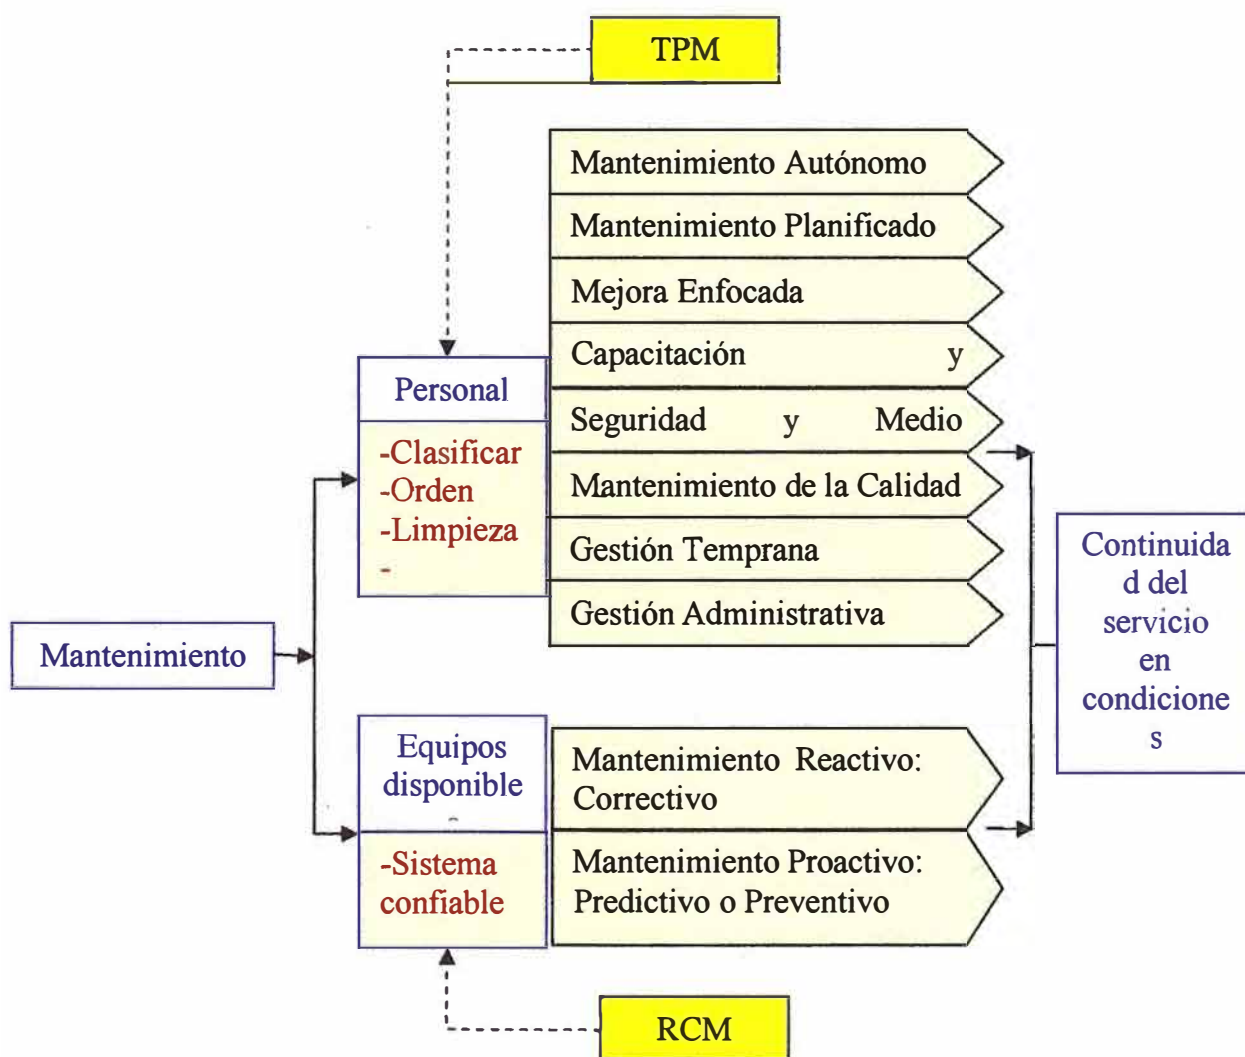 TPM
Mantenimiento Autónomo
Mantenimiento Planificado
Mejora Enfocada
Capacitación y
Seguridad y Medio
Mantenimiento de la Calidad
Gestión Temprana
Gestión Administrativa
Personal
-Clasificar
-Orden
-Limpieza
-
Mantenimiento
Equipos
disponible
-Sistema
confiable
Mantenimiento Reactivo:
Correctivo
Mantenimiento Proactivo:
Predictivo o Preventivo
Continuida
d del
servicio
en
condicione
s
RCM